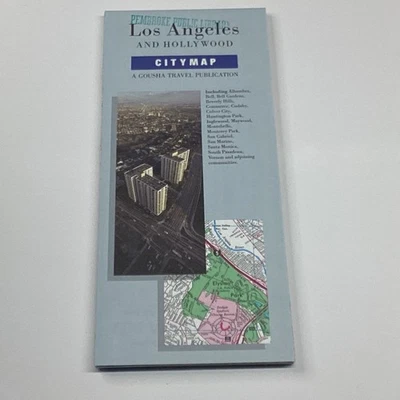 PEMBROKE PUBLIC LIBRARY
Los Angeles
AND HOLLYWOOD
CITYMAP
A GOUSHA TRAVEL PUBLICATION
Including Alhambra,
Bell, Bell Gardens,
Beverly Hills,
Commerce, Cudahy,
Culver City,
Huntington Park,
Inglewood, Maywood,
Montebello,
Monterey Park,
San Gabriel,
San Marino,
Santa Monica,
South Pasadena,
Vernon and adjoining
communities.
Elysian
Park